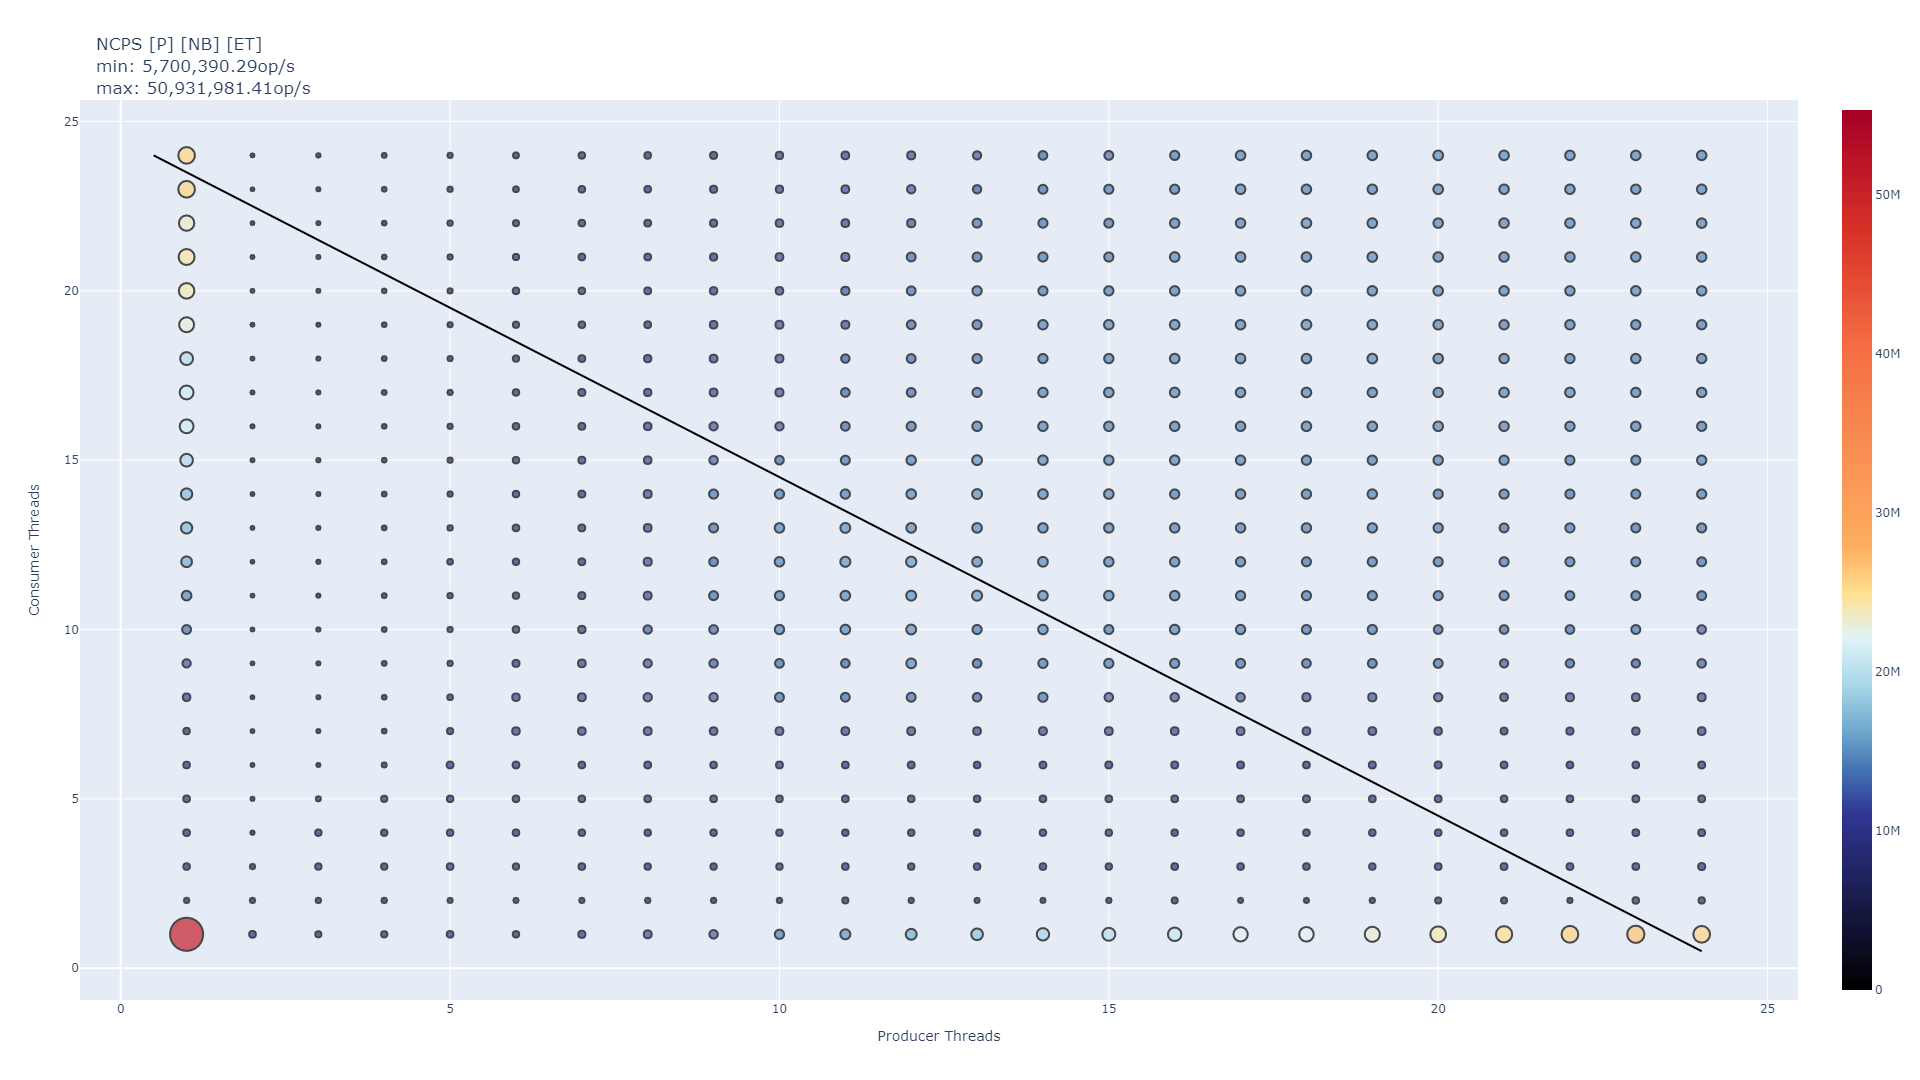 NCPS [P] [NB] [ET]
min: 5,700,390.29op/s
max: 50,931,981.41op/s
25
20
15
10
5
0
Consumer Threads
0
5
10
15
20
25
Producer Threads
50M
40M
30M
20M
10M
0